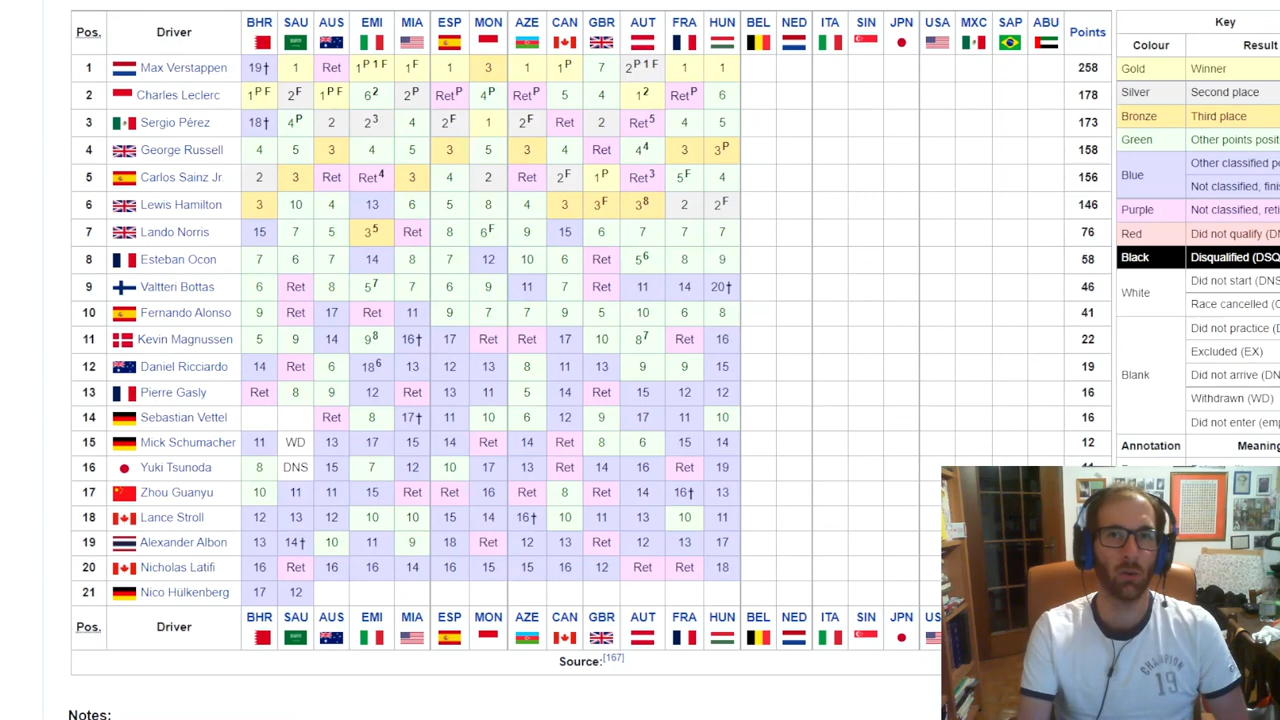 Pos. Driver BHR SAU AUS EMI MIA ESP MON AZE CAN GBR AUT FRA HUN BEL NED ITA SIN JPN USA MXC SAP ABU Points
1 Max Verstappen 19† 1 Ret 1P 1 F 1F 1 3 1 1P 7 2P 1 F 1 1 258
2 Charles Leclerc 1P F 2F 1P F 62 2P RetP 4P RetP 5 4 12 RetP 6 178
3 Sergio Pérez 18† 4P 2 23 4 2F 1 2F Ret 2 Ret5 4 5 173
4 George Russell 4 5 3 4 5 3 5 3 4 Ret 44 3 3P 158
5 Carlos Sainz Jr. 2 3 Ret Ret4 3 4 2 Ret 2F 1P Ret3 5F 4 156
6 Lewis Hamilton 3 10 4 13 6 5 8 4 3 3F 38 2 2F 146
7 Lando Norris 15 7 5 35 Ret 8 6F 9 15 6 7 7 7 76
8 Esteban Ocon 7 6 7 14 8 7 12 10 6 Ret 56 8 9 58
9 Valtteri Bottas 6 Ret 8 57 7 6 9 11 7 Ret 11 14 20† 46
10 Fernando Alonso 9 Ret 17 Ret 11 9 7 7 9 5 10 6 8 41
11 Kevin Magnussen 5 9 14 98 16† 17 Ret Ret 17 10 87 Ret 16 22
12 Daniel Ricciardo 14 Ret 6 186 13 12 13 8 11 13 9 9 15 19
13 Pierre Gasly Ret 8 9 12 Ret 13 11 5 14 Ret 15 12 12 16
14 Sebastian Vettel Ret 8 17† 11 10 6 12 9 17 11 10 16
15 Mick Schumacher 11 WD 13 17 15 14 Ret 14 Ret 8 6 15 14 12
16 Yuki Tsunoda 8 DNS 15 7 12 10 17 13 Ret 14 16 Ret 19
17 Zhou Guanyu 10 11 11 15 Ret Ret 16 Ret 8 Ret 14 16† 13
18 Lance Stroll 12 13 12 10 10 15 14 16† 10 11 13 10 11
19 Alexander Albon 13 14† 10 11 9 18 Ret 12 13 Ret 12 13 17
20 Nicholas Latifi 16 Ret 16 16 14 16 15 15 16 12 Ret Ret 18
21 Nico Hülkenberg 17 12
Pos. Driver BHR SAU AUS EMI MIA ESP MON AZE CAN GBR AUT FRA HUN BEL NED ITA SIN JPN US
Source:[167]
Notes:
Key
Colour Result
Gold Winner
Silver Second place
Bronze Third place
Green Other points posit
Blue Other classified p
Not classified, fini
Purple Not classified, reti
Red Did not qualify (DN
Black Disqualified (DSQ
White Did not start (DNS
Race cancelled (C
Blank Did not practice (D
Excluded (EX)
Did not arrive (DN
Withdrawn (WD)
Did not enter (emp
Annotation Meanin
CHAMPION
19